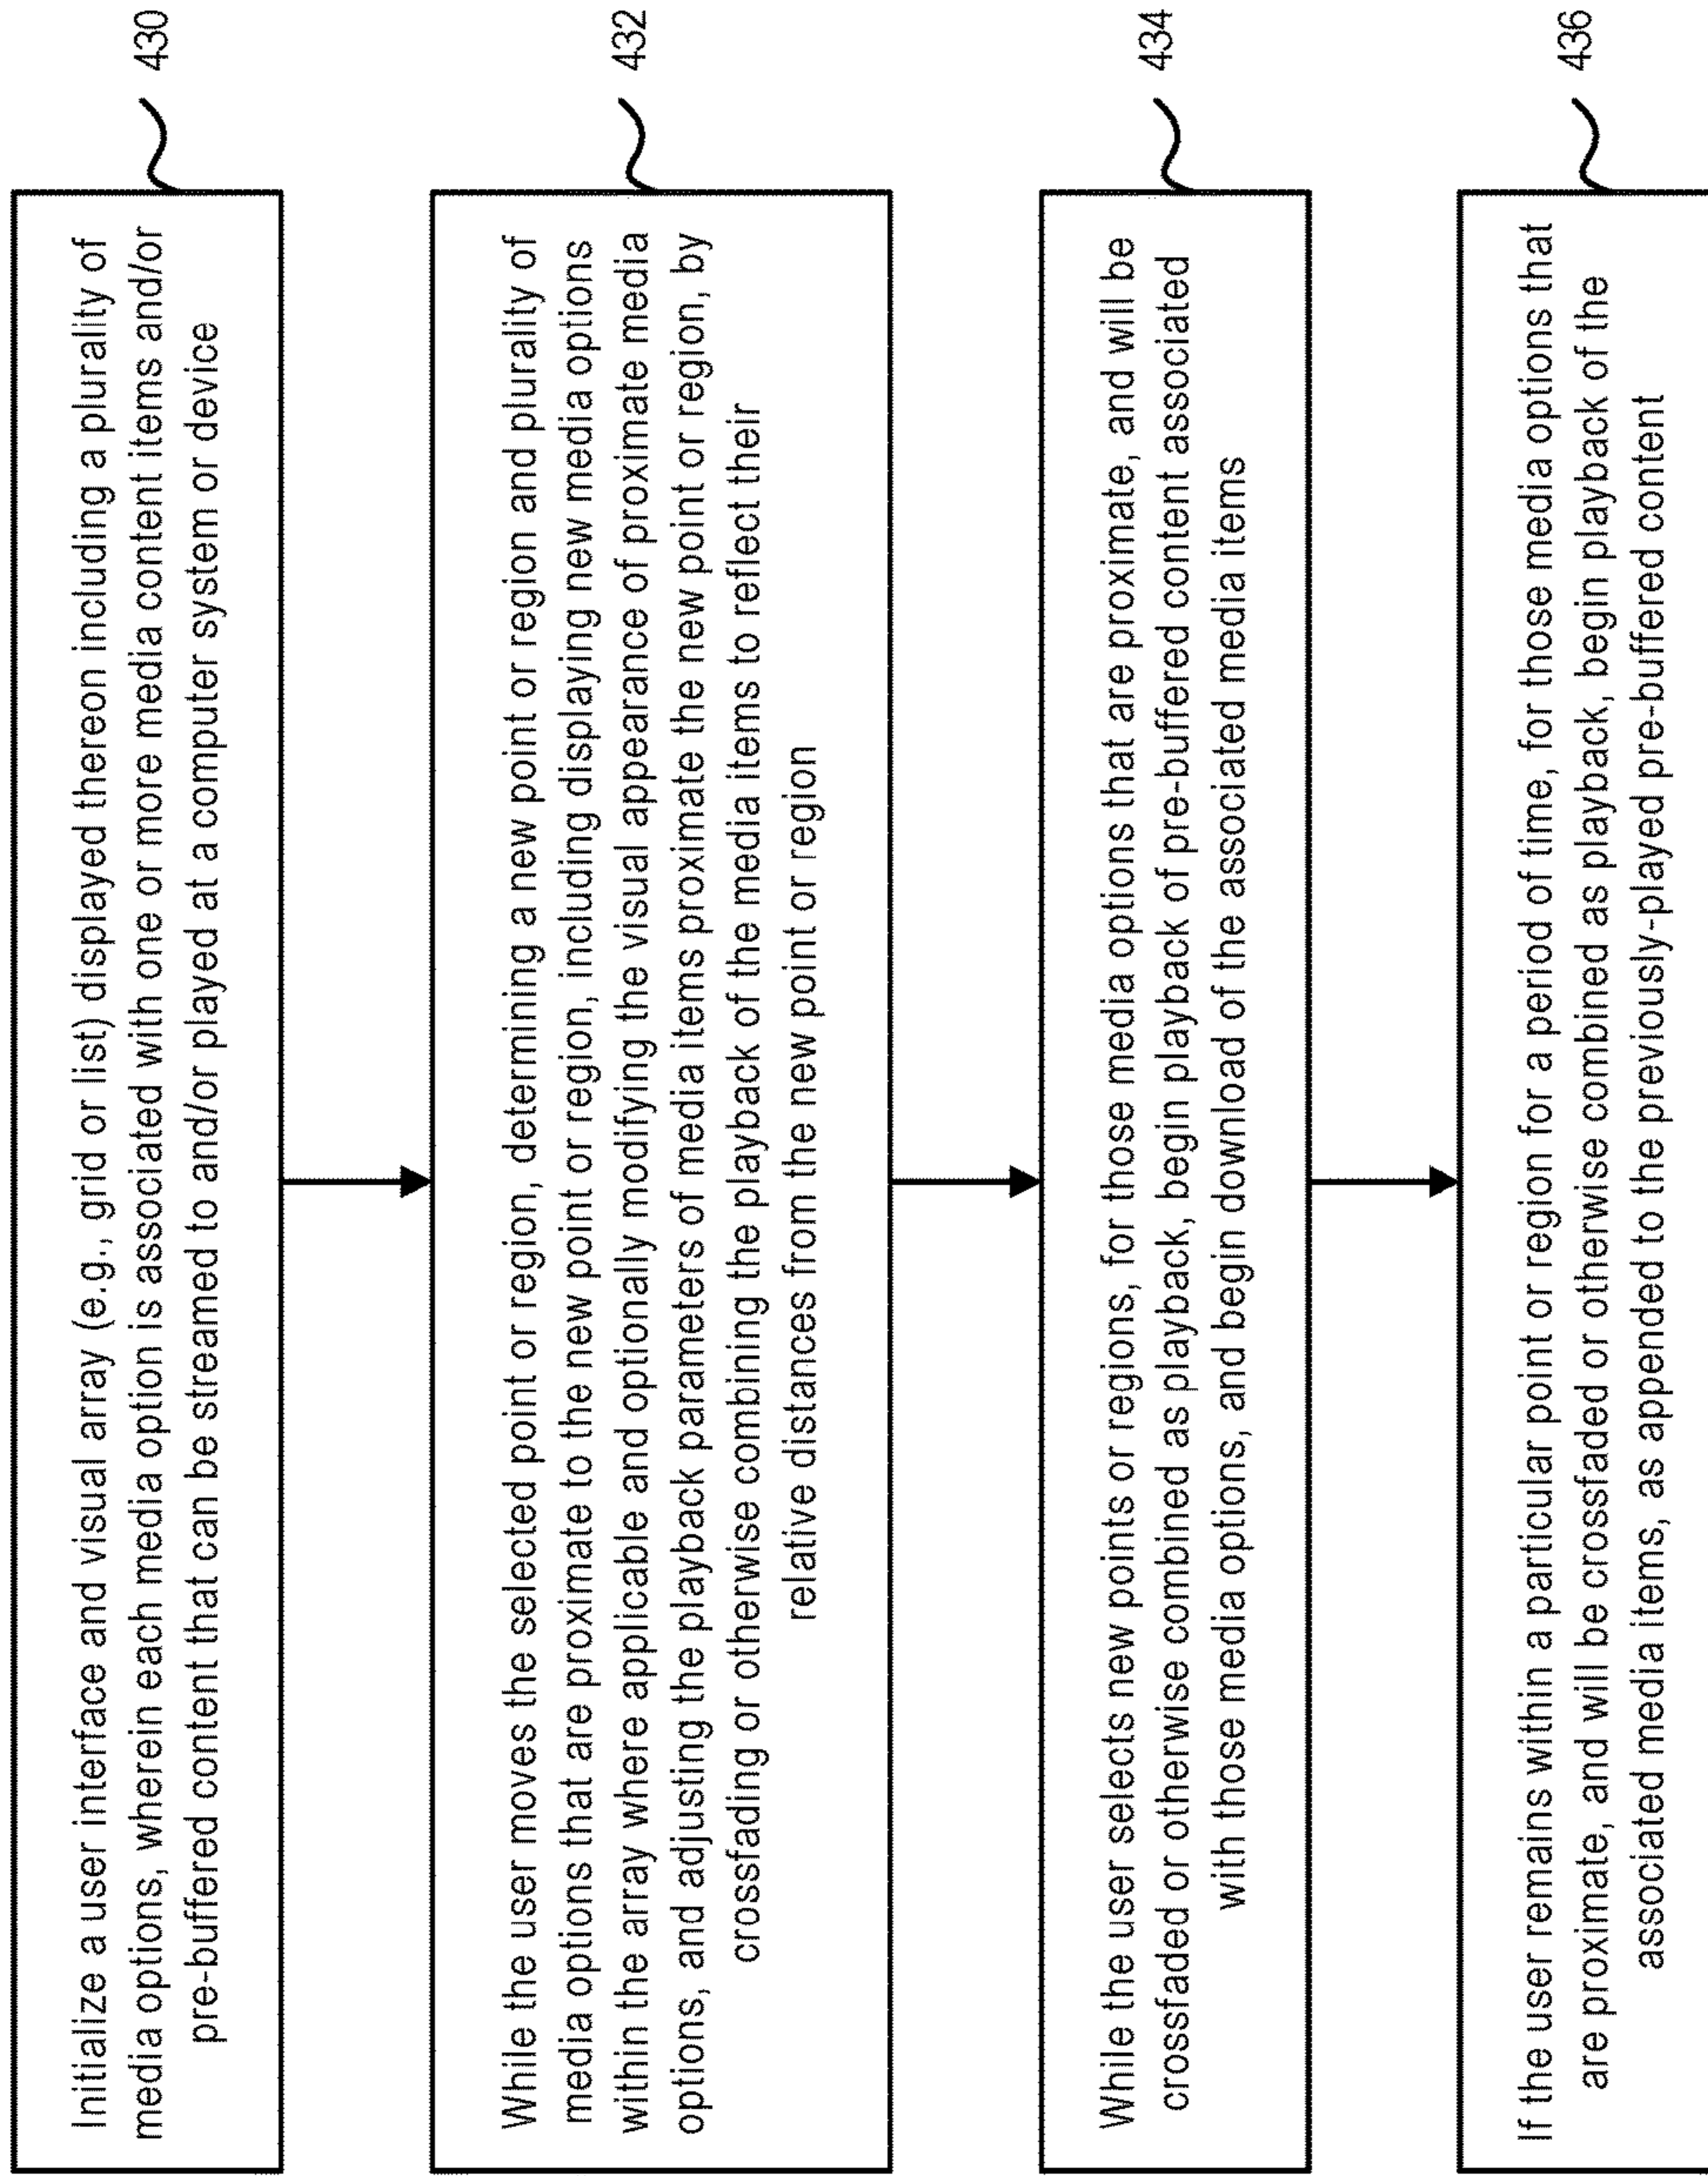 Initialize a user interface and visual array (e.g., grid or list) displayed thereon including a plurality of
media options, wherein each media option is associated with one or more media content items and/or
pre-buffered content that can be streamed to and/or played at a computer system or device
430
While the user moves the selected point or region, determining a new point or region and plurality of
media options that are proximate to the new point or region, including displaying new media options
within the array where applicable and optionally modifying the visual appearance of proximate media
options, and adjusting the playback parameters of media items proximate the new point or region, by
crossfading or otherwise combining the playback of the media items to reflect their
relative distances from the new point or region
432
While the user selects new points or regions, for those media options that are proximate, and will be
crossfaded or otherwise combined as playback, begin playback of pre-buffered content associated
with those media options, and begin download of the associated media items
434
If the user remains within a particular point or region for a period of time, for those media options that
are proximate, and will be crossfaded or otherwise combined as playback, begin playback of the
associated media items, as appended to the previously-played pre-buffered content
436